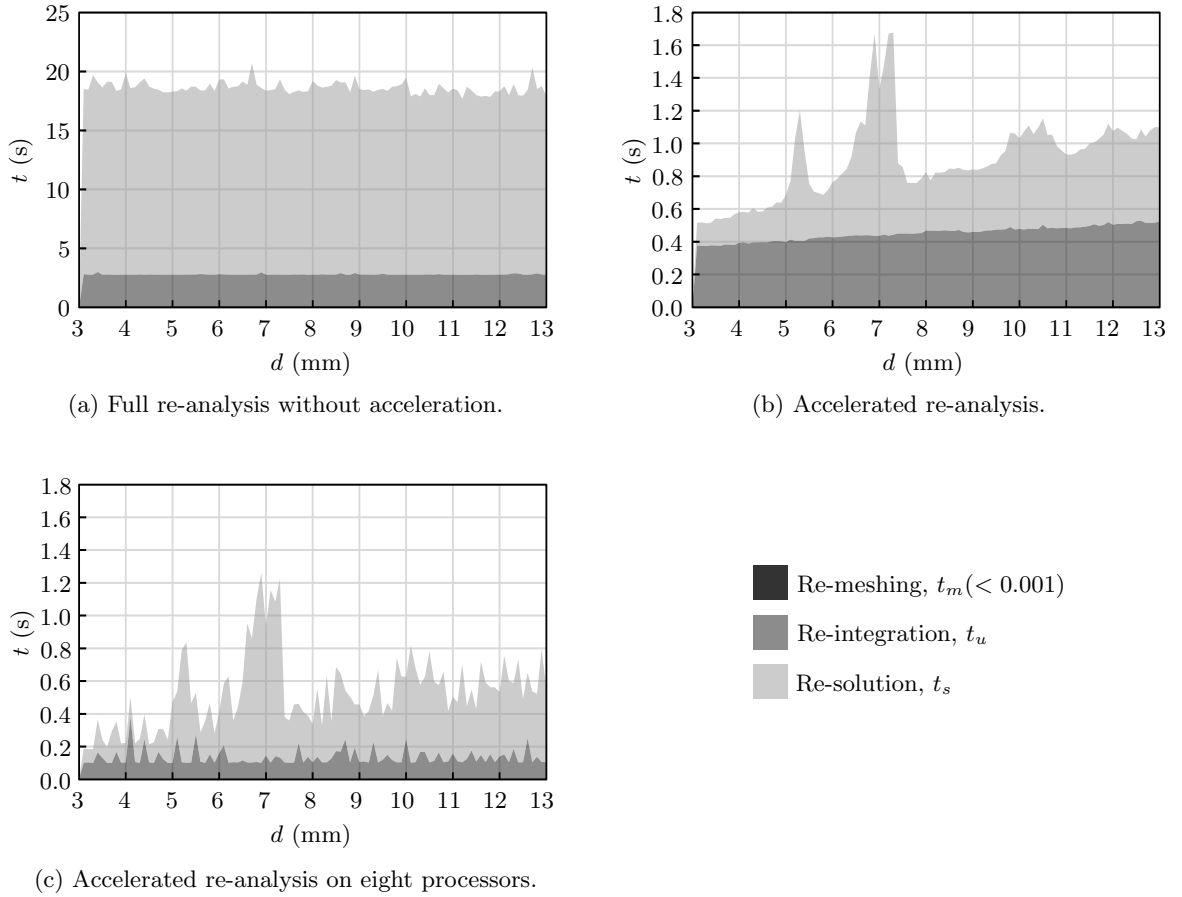 25
20
15
10
5
0
t (s)
3 4 5 6 7 8 9 10 11 12 13
d (mm)
(a) Full re-analysis without acceleration.
1.8
1.6
1.4
1.2
1.0
0.8
0.6
0.4
0.2
0.0
t (s)
3 4 5 6 7 8 9 10 11 12 13
d (mm)
(b) Accelerated re-analysis.
1.8
1.6
1.4
1.2
1.0
0.8
0.6
0.4
0.2
0.0
t (s)
3 4 5 6 7 8 9 10 11 12 13
d (mm)
(c) Accelerated re-analysis on eight processors.
Re-meshing, tₘ(< 0.001)
Re-integration, tᵤ
Re-solution, tₛ